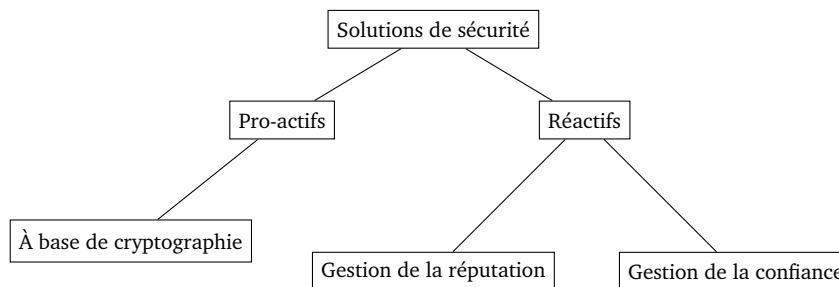 Solutions de sécurité
Pro-actifs
Réactifs
À base de cryptographie
Gestion de la réputation
Gestion de la confiance